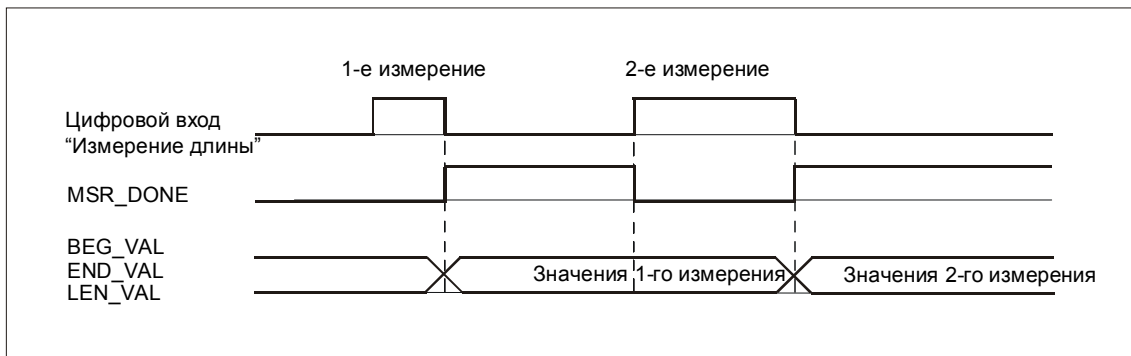 1-е измерение
2-е измерение
Цифровой вход
“Измерение длины”
MSR_DONE
BEG_VAL
END_VAL
LEN_VAL
Значения 1-го измерения
Значения 2-го измерения